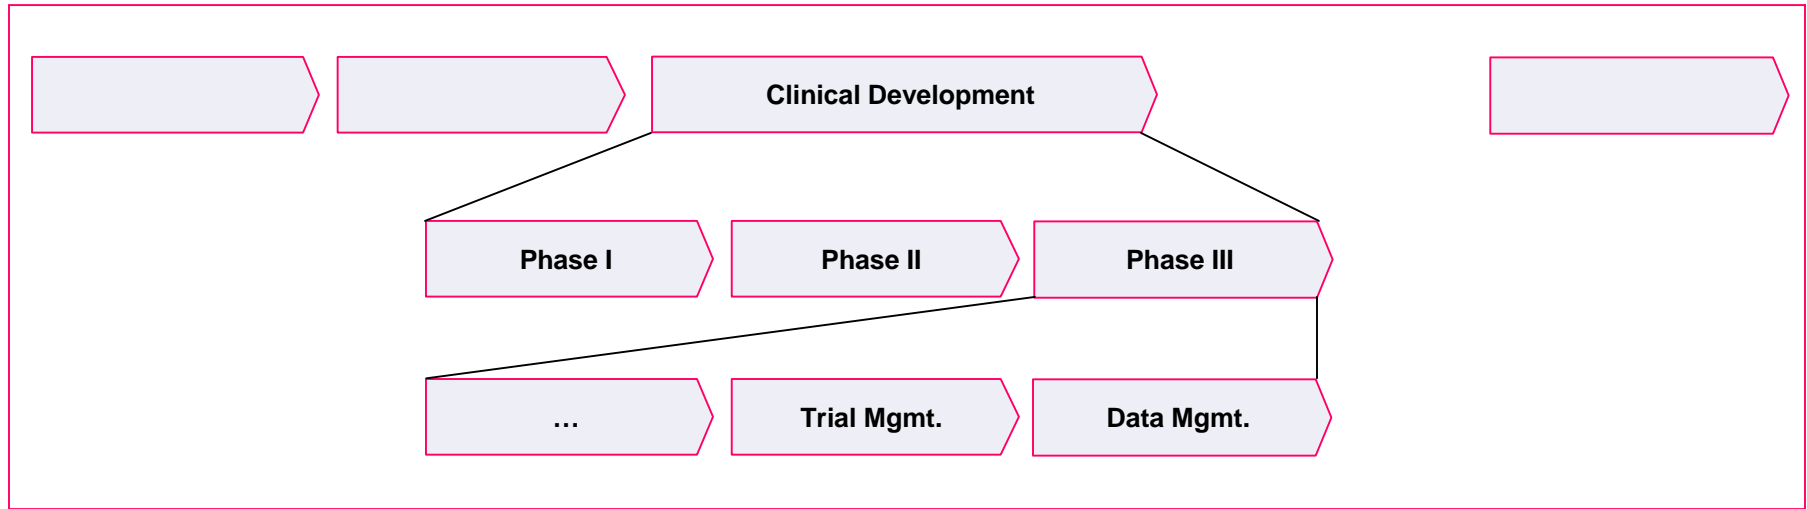 Clinical Development
Phase I
Phase II
Phase III
…
Trial Mgmt.
Data Mgmt.